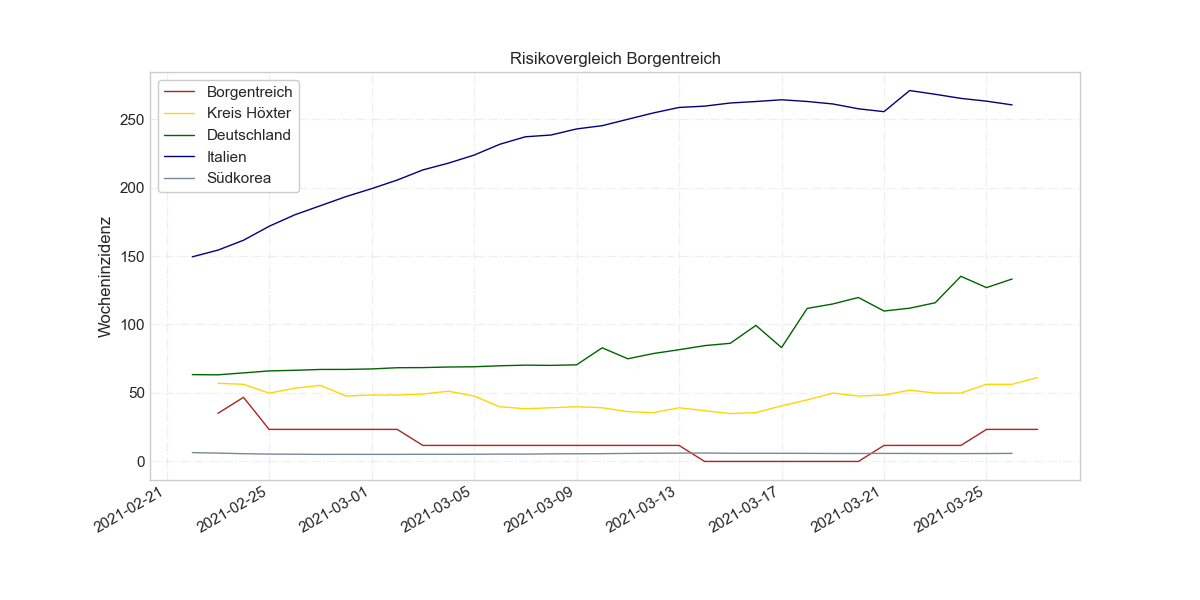 Risikovergleich Borgentreich
Borgentreich
Kreis Höxter
Deutschland
Italien
Südkorea
Wocheninzidenz
250
200
150
100
50
0
2021-02-21
2021-02-25
2021-03-01
2021-03-05
2021-03-09
2021-03-13
2021-03-17
2021-03-21
2021-03-25